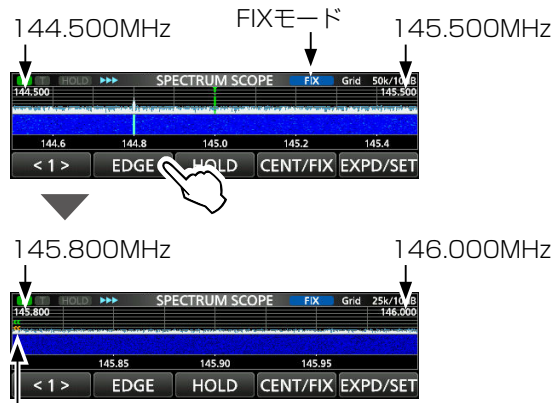 144.500MHz FIXモード 145.500MHz
HOLD SPECTRUM SCOPE FIX Grid 50k/10dB
144.500 145.500
144.6 144.8 145.0 145.2 145.4
<1> EDGE HOLD CENT/FIX EXPD/SET
145.800MHz 146.000MHz
HOLD SPECTRUM SCOPE FIX Grid 25k/10dB
145.800 146.000
145.85 145.90 145.95
<1> EDGE HOLD CENT/FIX EXPD/SET